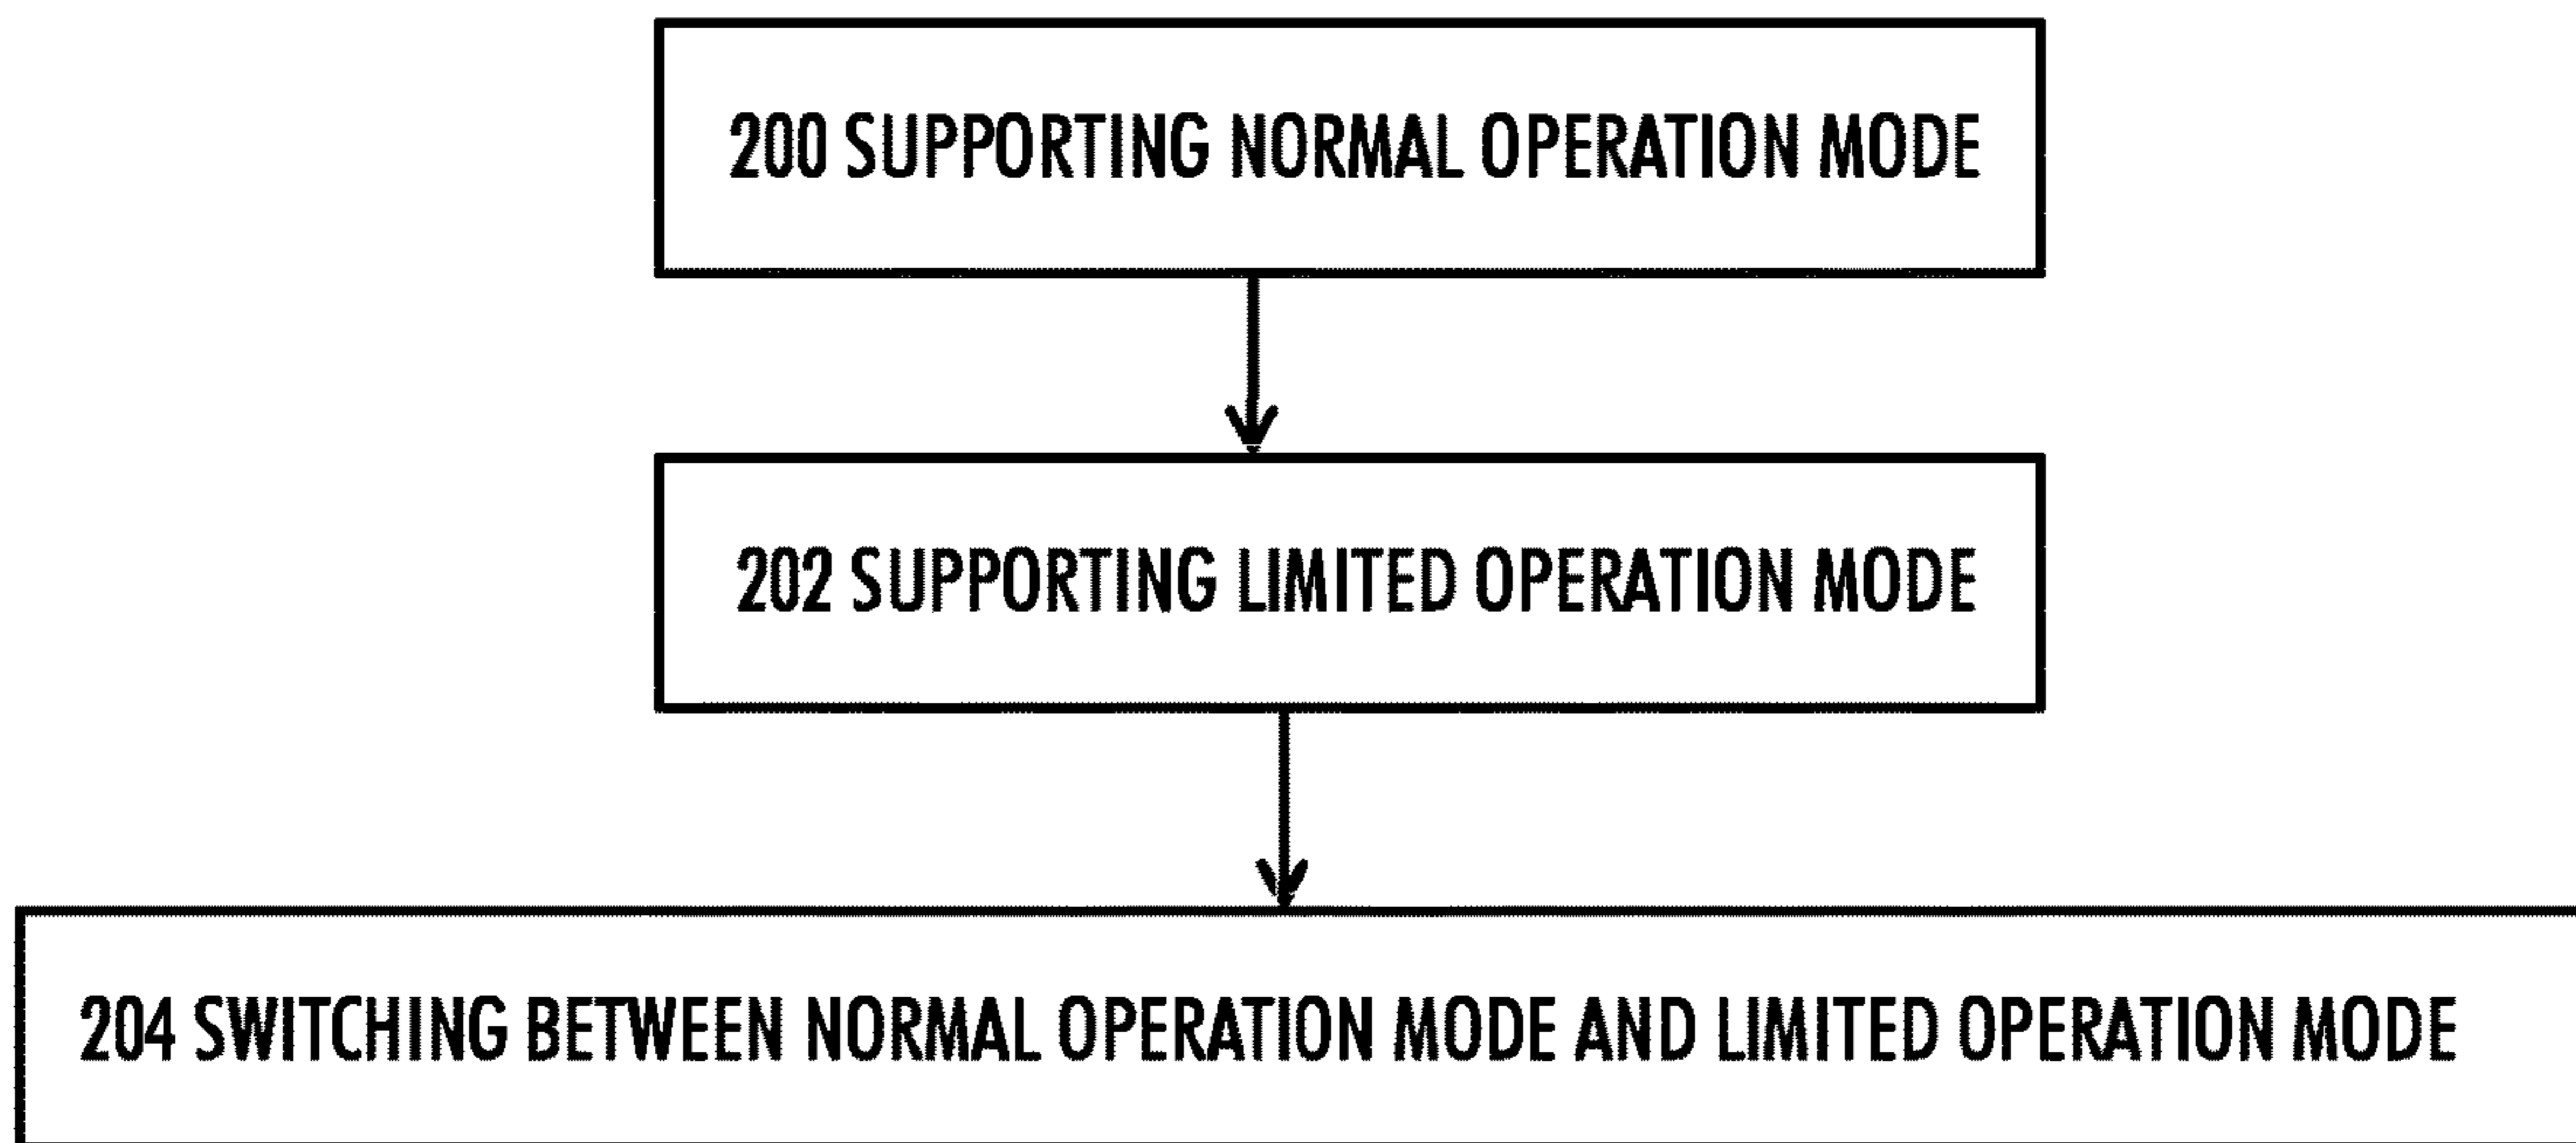 200 SUPPORTING NORMAL OPERATION MODE
202 SUPPORTING LIMITED OPERATION MODE
204 SWITCHING BETWEEN NORMAL OPERATION MODE AND LIMITED OPERATION MODE